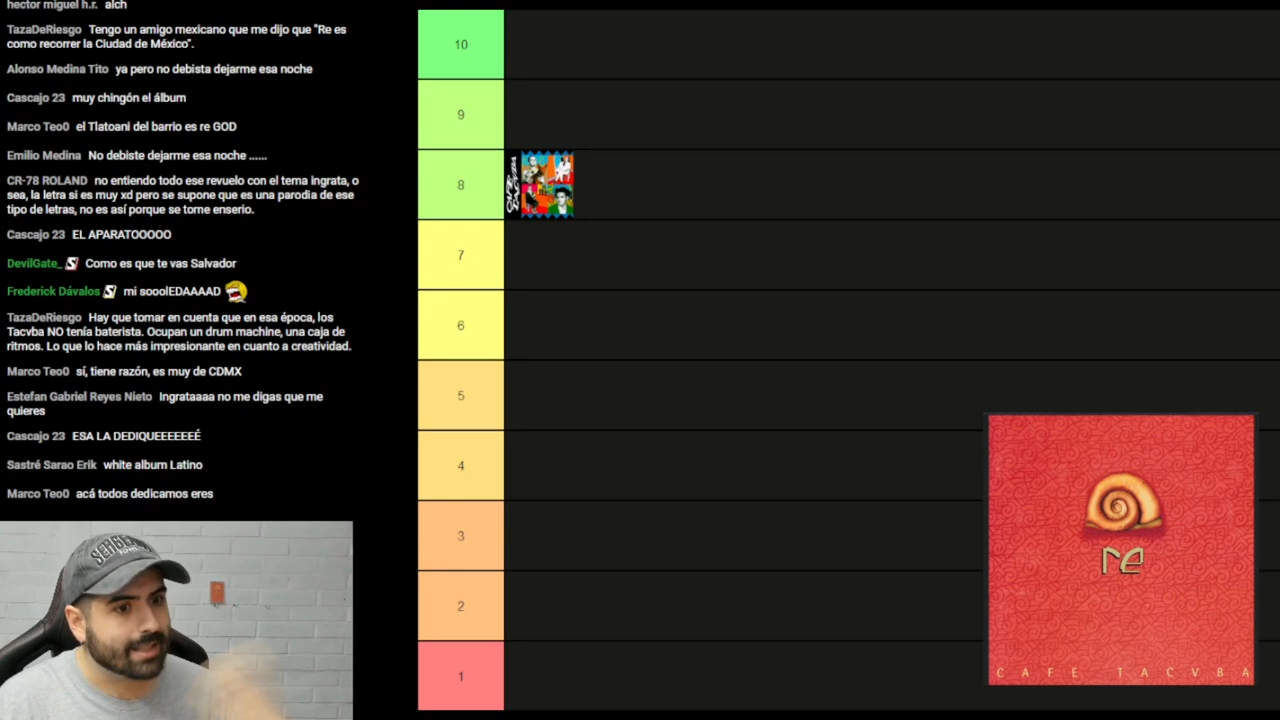 hector miguel h.r. alch
TazaDeRiesgo Tengo un amigo mexicano que me dijo que "Re es
como recorrer la Ciudad de México".
Alonso Medina Tito ya pero no debista dejarme esa noche
Cascajo 23 muy chingón el álbum
Marco Teo0 el Tlatoani del barrio es re GOD
Emilio Medina No debiste dejarme esa noche ......
CR-78 ROLAND no entiendo todo ese revuelo con el tema ingrata, o
sea, la letra si es muy xd pero se supone que es una parodia de ese
tipo de letras, no es así porque se tome enserio.
Cascajo 23 EL APARATOOOOO
DevilGate_ Como es que te vas Salvador
Frederick Dávalos mi sooolEDAAAAD
TazaDeRiesgo Hay que tomar en cuenta que en esa época, los
Tacvba NO tenía baterista. Ocupan un drum machine, una caja de
ritmos. Lo que lo hace más impresionante en cuanto a creatividad.
Marco Teo0 sí, tiene razón, es muy de CDMX
Estefan Gabriel Reyes Nieto Ingrataaaa no me digas que me
quieres
Cascajo 23 ESA LA DEDIQUEEEEEEÉ
Sastré Sarao Erik white album Latino
Marco Teo0 acá todos dedicamos eres
10
9
8
CAFE TACVBA
7
6
5
4
3
2
1
re
CAFE TACVBA